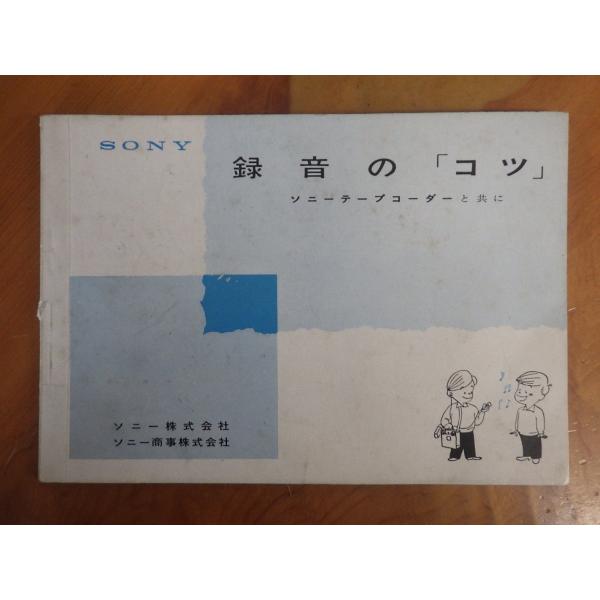 SONY
録音の「コツ」
ソニーテープコーダーと共に
ソニー株式会社
ソニー商事株式会社